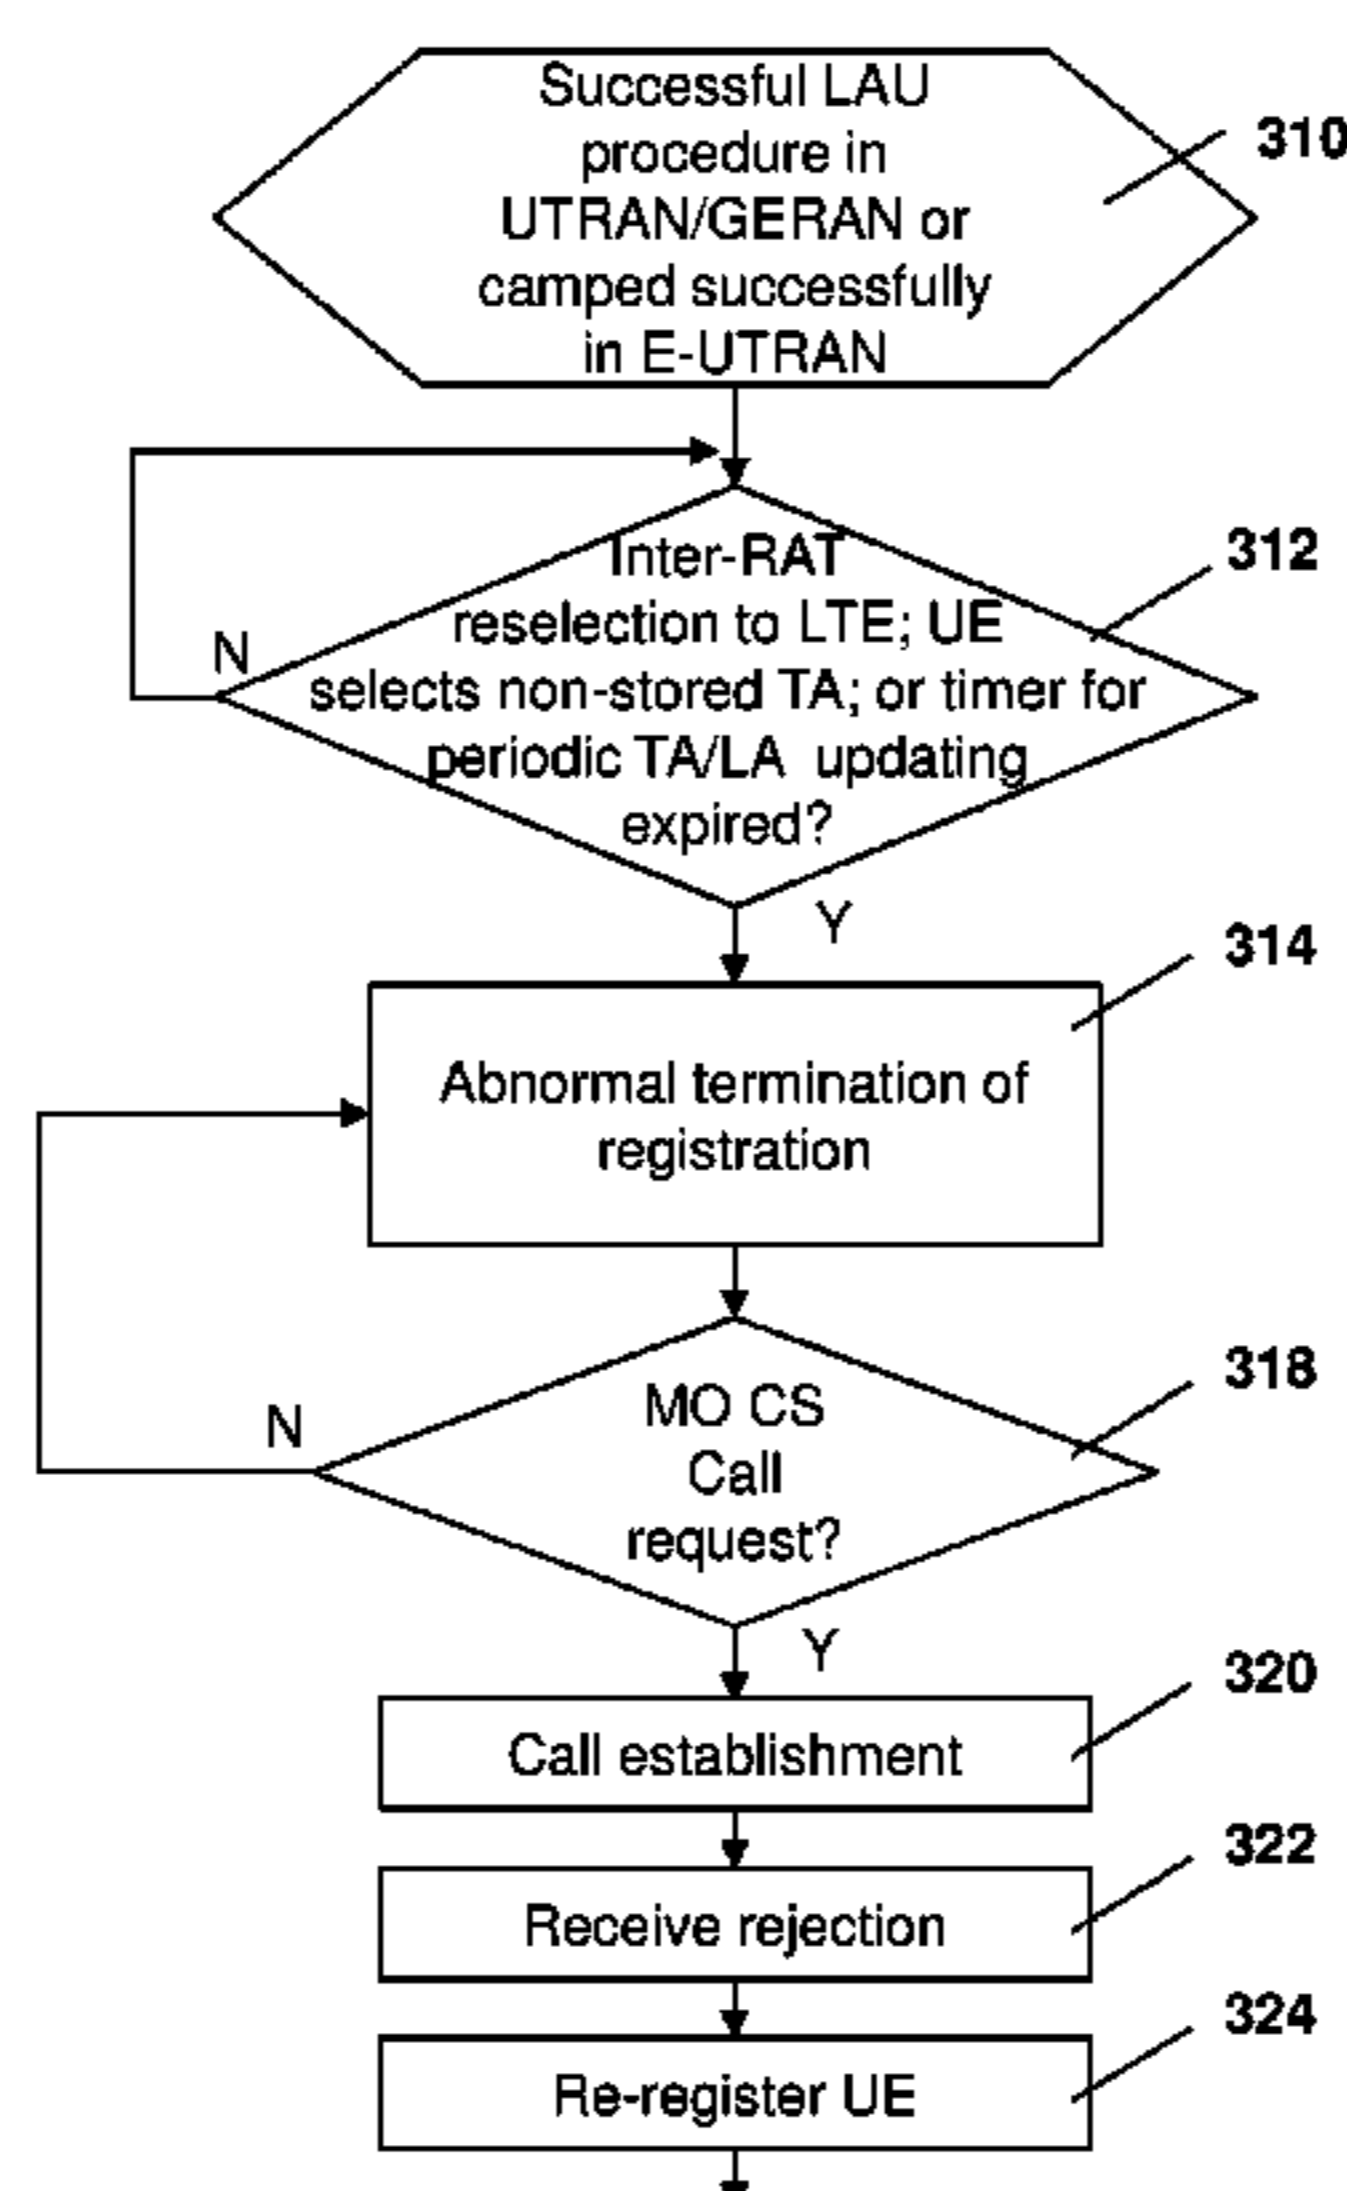 Successful LAU
procedure in
UTRAN/GERAN or
camped successfully
in E-UTRAN
310
Inter-RAT
reselection to LTE; UE
selects non-stored TA; or timer for
periodic TA/LA updating
expired?
312
N
Y
314
Abnormal termination of
registration
318
MO CS
Call
request?
N
Y
320
Call establishment
322
Receive rejection
324
Re-register UE